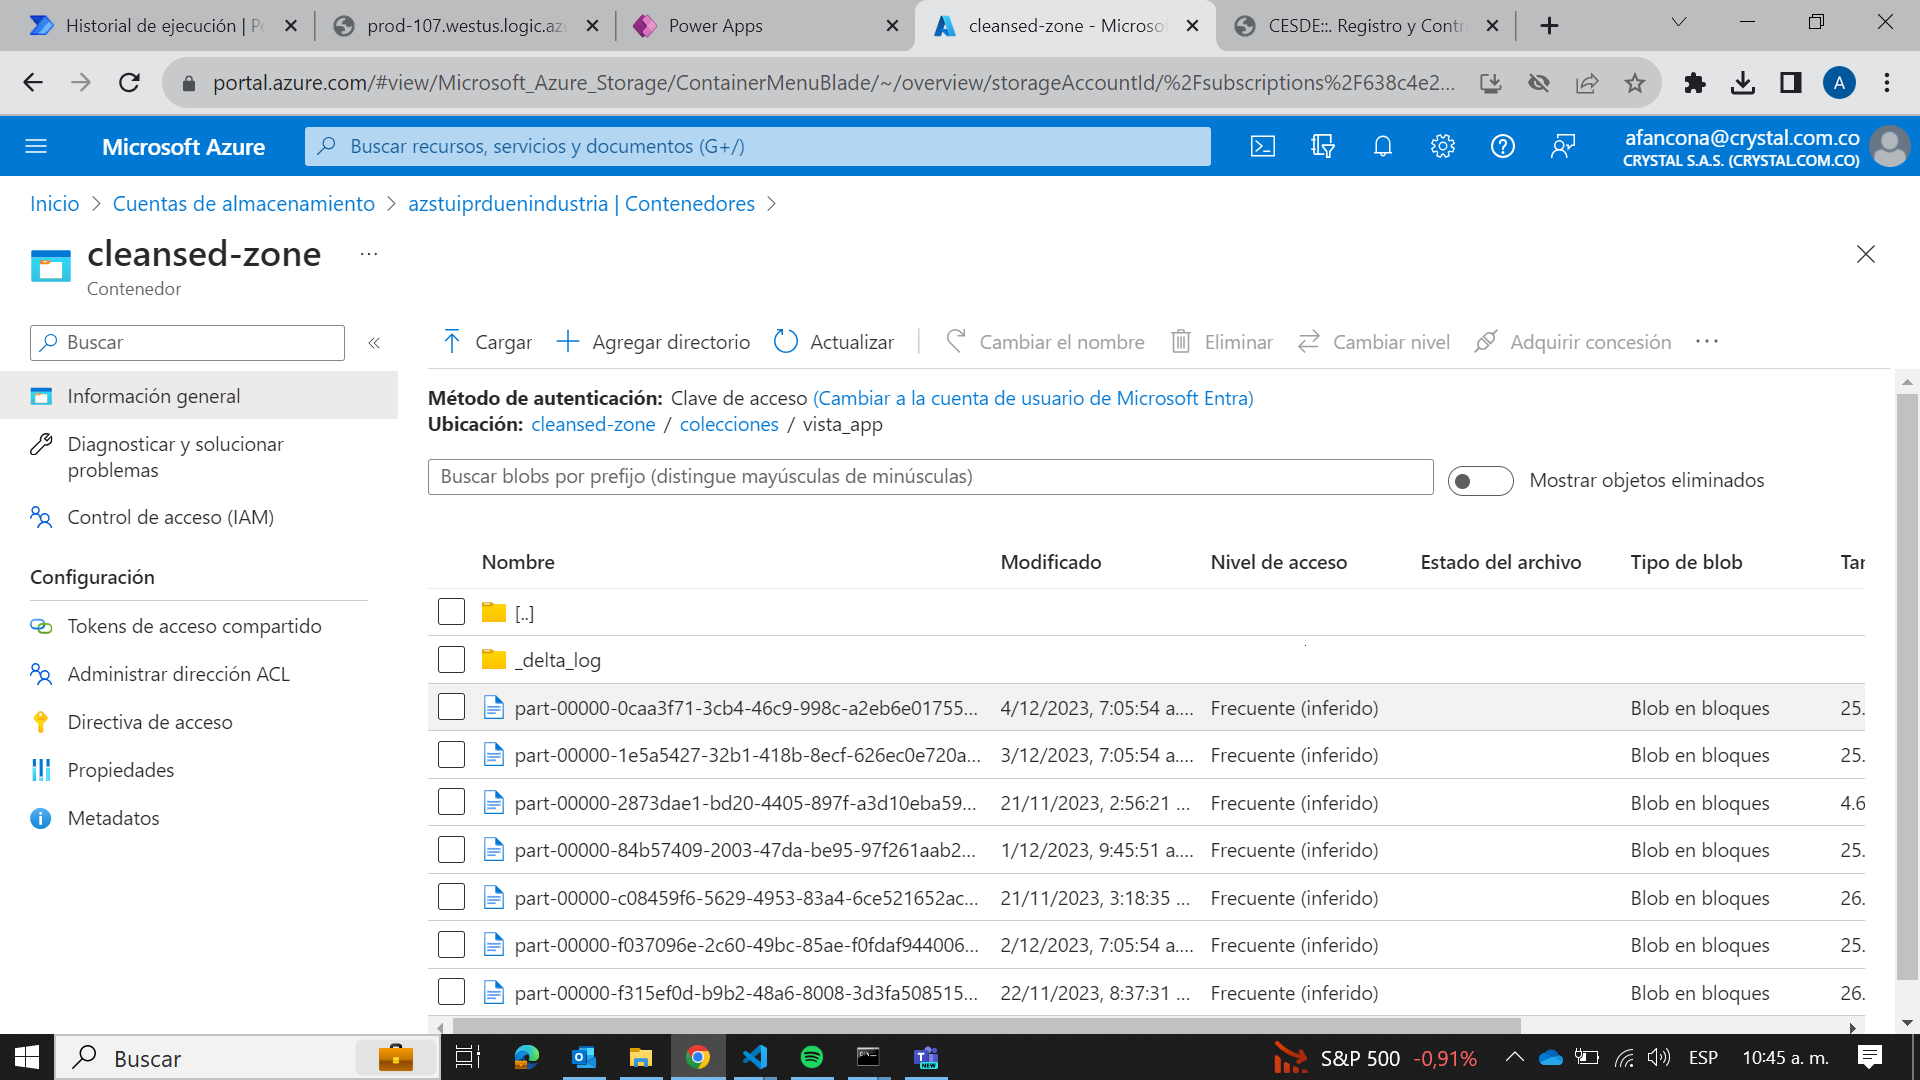 Historial de ejecución | Po
prod-107.westus.logic.azu
Power Apps
cleansed-zone - Microsof
CESDE::. Registro y Contr
portal.azure.com/#view/Microsoft_Azure_Storage/ContainerMenuBlade/~/overview/storageAccountId/%2Fsubscriptions%2F638c4e2...
A
Microsoft Azure
Buscar recursos, servicios y documentos (G+/)
afancona@crystal.com.co
CRYSTAL S.A.S. (CRYSTAL.COM.CO)
Inicio > Cuentas de almacenamiento > azstuiprduenindustria | Contenedores >
cleansed-zone ...
Contenedor
Buscar
Cargar
Agregar directorio
Actualizar
Cambiar el nombre
Eliminar
Cambiar nivel
Adquirir concesión
...
Información general
Diagnosticar y solucionar
problemas
Control de acceso (IAM)
Configuración
Tokens de acceso compartido
Administrar dirección ACL
Directiva de acceso
Propiedades
Metadatos
Método de autenticación: Clave de acceso (Cambiar a la cuenta de usuario de Microsoft Entra)
Ubicación: cleansed-zone / colecciones / vista_app
Buscar blobs por prefijo (distingue mayúsculas de minúsculas)
Mostrar objetos eliminados
Nombre Modificado Nivel de acceso Estado del archivo Tipo de blob Tar
[..]
_delta_log
part-00000-0caa3f71-3cb4-46c9-998c-a2eb6e01755... 4/12/2023, 7:05:54 a.... Frecuente (inferido) Blob en bloques 25.
part-00000-1e5a5427-32b1-418b-8ecf-626ec0e720a... 3/12/2023, 7:05:54 a.... Frecuente (inferido) Blob en bloques 25.
part-00000-2873dae1-bd20-4405-897f-a3d10eba59... 21/11/2023, 2:56:21 ... Frecuente (inferido) Blob en bloques 4.6
part-00000-84b57409-2003-47da-be95-97f261aab2... 1/12/2023, 9:45:51 a.... Frecuente (inferido) Blob en bloques 25.
part-00000-c08459f6-5629-4953-83a4-6ce521652ac... 21/11/2023, 3:18:35 ... Frecuente (inferido) Blob en bloques 26.
part-00000-f037096e-2c60-49bc-85ae-f0fdaf944006... 2/12/2023, 7:05:54 a.... Frecuente (inferido) Blob en bloques 25.
part-00000-f315ef0d-b9b2-48a6-8008-3d3fa508515... 22/11/2023, 8:37:31 ... Frecuente (inferido) Blob en bloques 26.
Buscar
NEW
S&P 500 -0,91%
ESP
10:45 a. m.